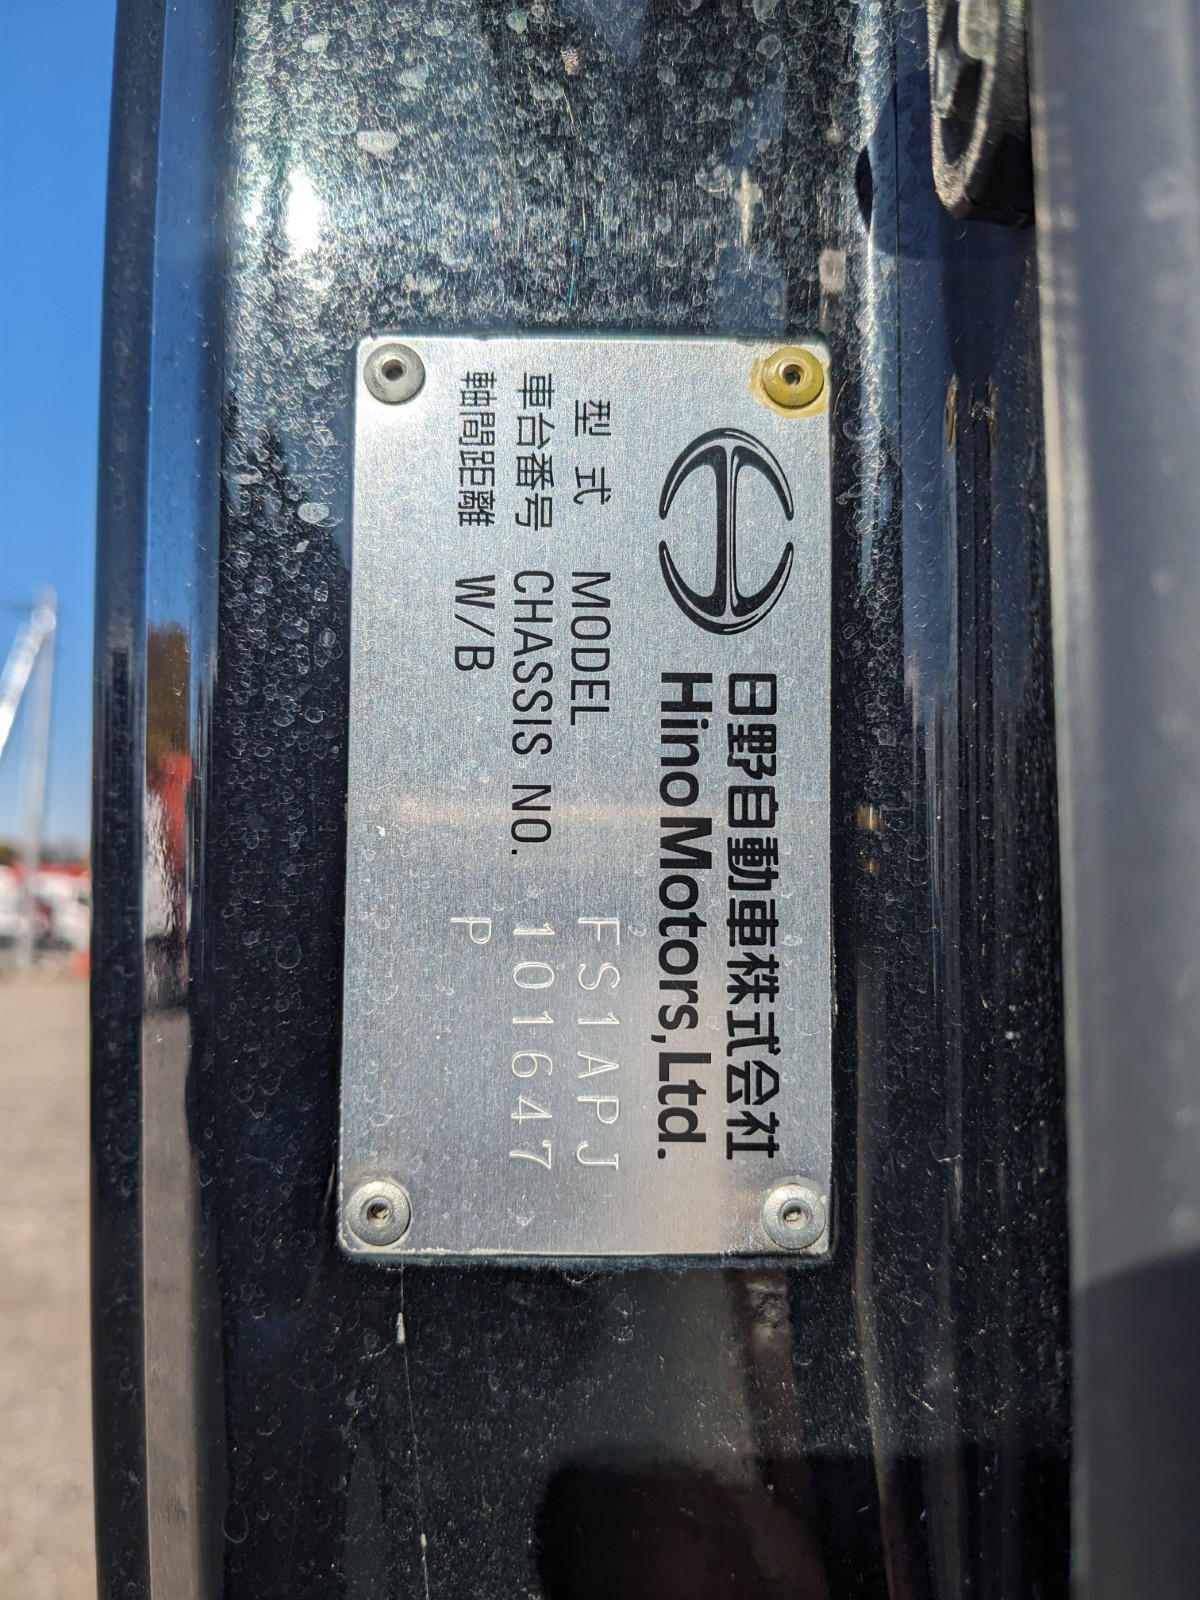 日野自動車株式会社
Hino Motors, Ltd.
型式 MODEL FS1APJ
車台番号 CHASSIS NO. 101647
軸間距離 W/B P